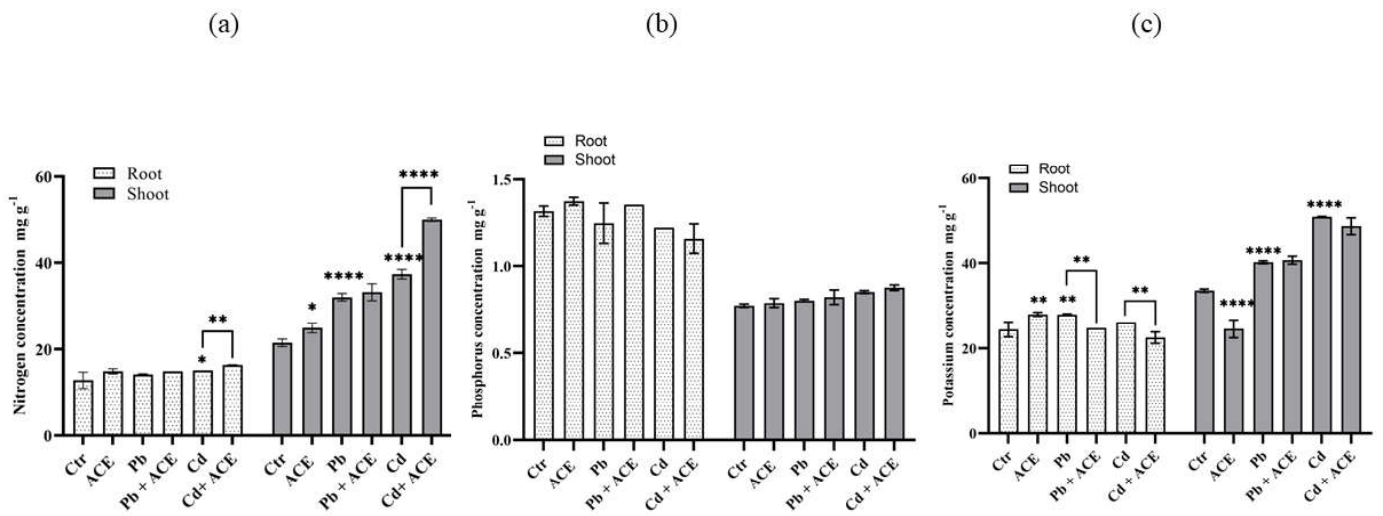 (a)
(b)
(c)
Nitrogen concentration mg g-1
60
40
20
0
Root
Shoot
*
**
*
****
****
****
Ctr
ACE
Pb
Pb + ACE
Cd
Cd+ ACE
Ctr
ACE
Pb
Pb + ACE
Cd
Cd+ ACE
Phosphorus concentration mg g-1
1.5
1.0
0.5
0.0
Root
Shoot
Ctr
ACE
Pb
Pb + ACE
Cd
Cd + ACE
Ctr
ACE
Pb
Pb + ACE
Cd
Cd + ACE
Potassium concentration mg g-1
60
40
20
0
Root
Shoot
**
**
**
**
****
****
****
Ctr
ACE
Pb
Pb + ACE
Cd
Cd + ACE
Ctr
ACE
Pb
Pb + ACE
Cd
Cd + ACE